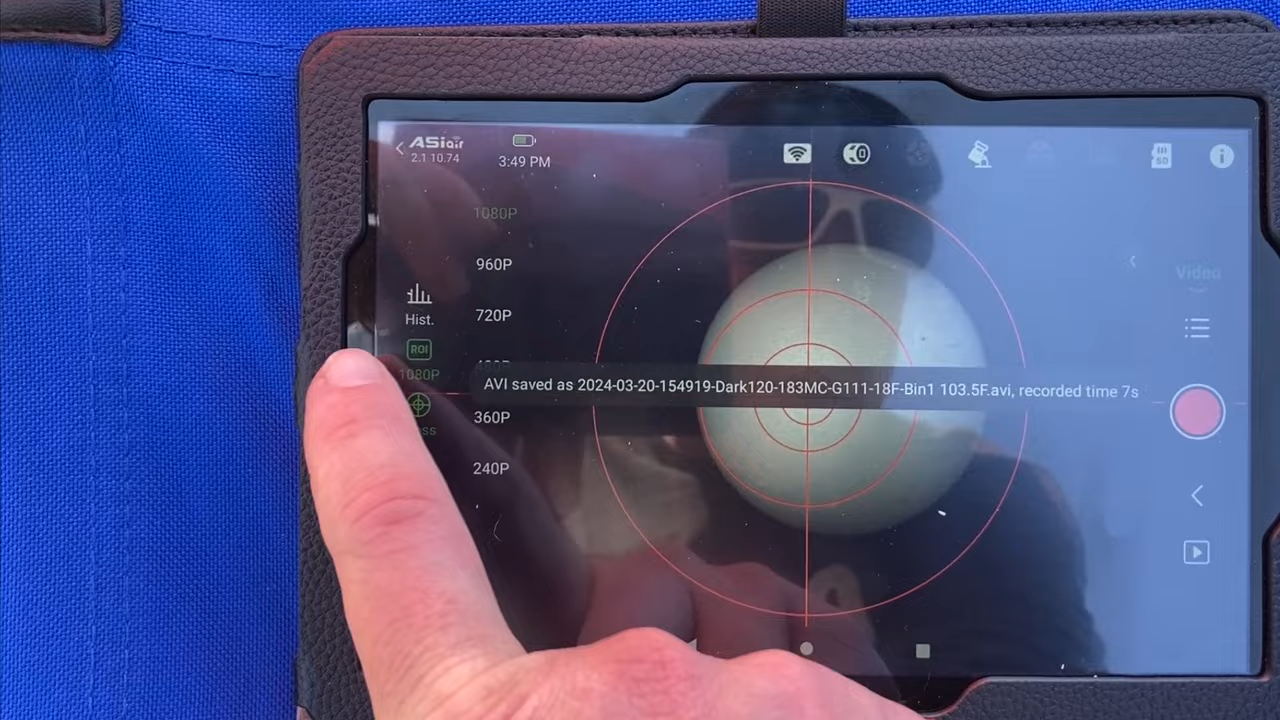 ASiair
2.1 10.74
3:49 PM
1080P
960P
Hist.
720P
ROI
1080P
480P
360P
240P
AVI saved as 2024-03-20-154919-Dark120-183MC-G111-18F-Bin1 103.5F.avi, recorded time 7s
Video